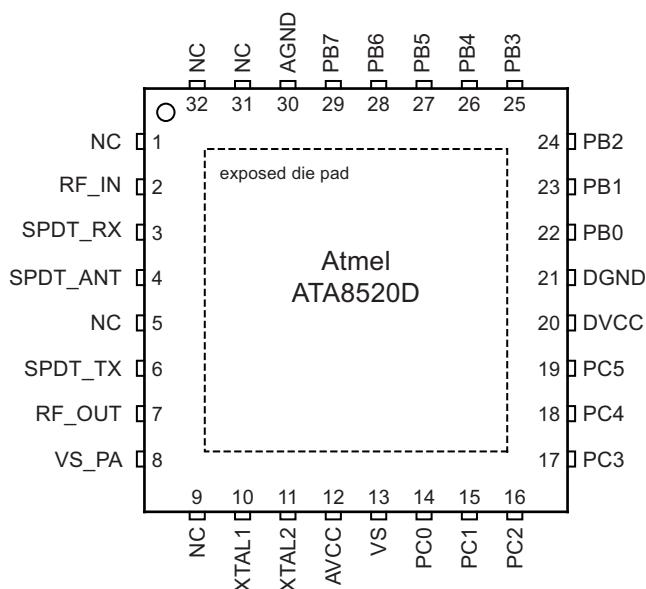 NC NC AGND PB7 PB6 PB5 PB4 PB3
32 31 30 29 28 27 26 25
NC 1
RF_IN 2
SPDT_RX 3
SPDT_ANT 4
NC 5
SPDT_TX 6
RF_OUT 7
VS_PA 8
exposed die pad
Atmel
ATA8520D
24 PB2
23 PB1
22 PB0
21 DGND
20 DVCC
19 PC5
18 PC4
17 PC3
9 10 11 12 13 14 15 16
NC XTAL1 XTAL2 AVCC VS PC0 PC1 PC2